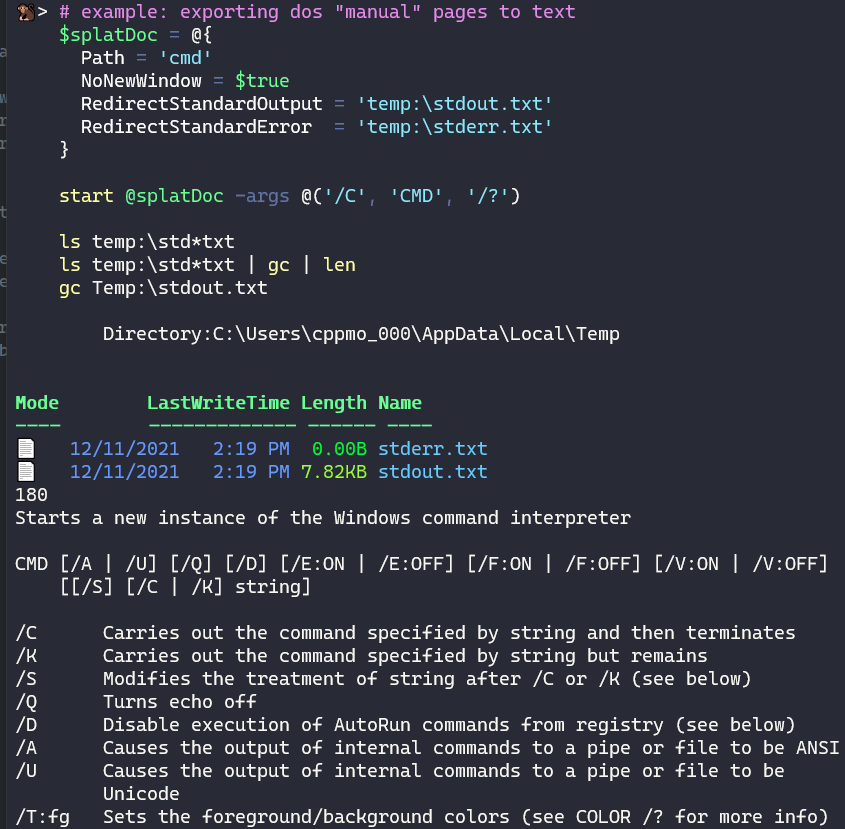 > # example: exporting dos "manual" pages to text
$splatDoc = @{
Path = 'cmd'
NoNewWindow = $true
RedirectStandardOutput = 'temp:\stdout.txt'
RedirectStandardError = 'temp:\stderr.txt'
}
start @splatDoc -args @('/C', 'CMD', '/?')
ls temp:\std*txt
ls temp:\std*txt | gc | len
gc Temp:\stdout.txt
Directory:C:\Users\cppmo_000\AppData\Local\Temp
Mode LastWriteTime Length Name
---- ------------- ------ ----
12/11/2021 2:19 PM 0.00B stderr.txt
12/11/2021 2:19 PM 7.82KB stdout.txt
180
Starts a new instance of the Windows command interpreter
CMD [/A | /U] [/Q] [/D] [/E:ON | /E:OFF] [/F:ON | /F:OFF] [/V:ON | /V:OFF]
[[/S] [/C | /K] string]
/C Carries out the command specified by string and then terminates
/K Carries out the command specified by string but remains
/S Modifies the treatment of string after /C or /K (see below)
/Q Turns echo off
/D Disable execution of AutoRun commands from registry (see below)
/A Causes the output of internal commands to a pipe or file to be ANSI
/U Causes the output of internal commands to a pipe or file to be
Unicode
/T:fg Sets the foreground/background colors (see COLOR /? for more info)